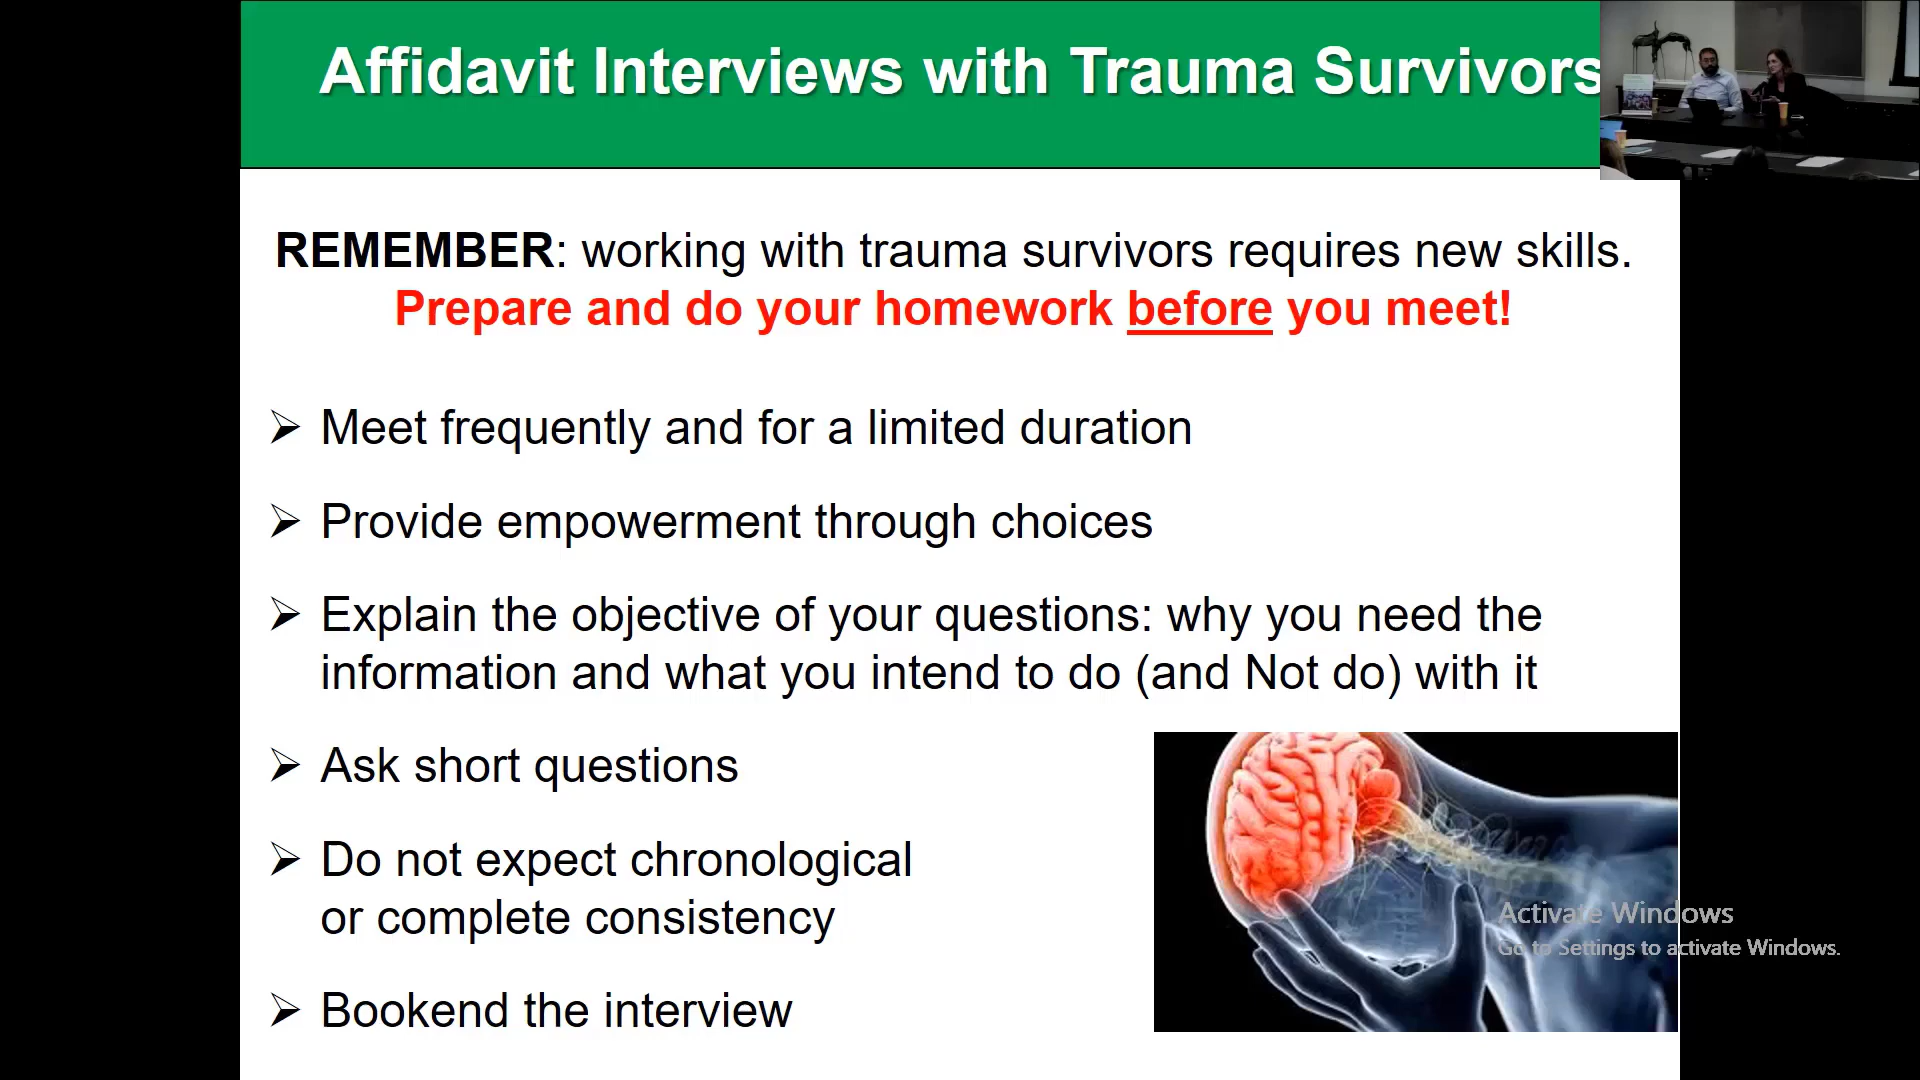 Affidavit Interviews with Trauma Survivors
REMEMBER: working with trauma survivors requires new skills.
Prepare and do your homework before you meet!
➢ Meet frequently and for a limited duration
➢ Provide empowerment through choices
➢ Explain the objective of your questions: why you need the
information and what you intend to do (and Not do) with it
➢ Ask short questions
➢ Do not expect chronological
or complete consistency
➢ Bookend the interview
Activate Windows
Go to Settings to activate Windows.